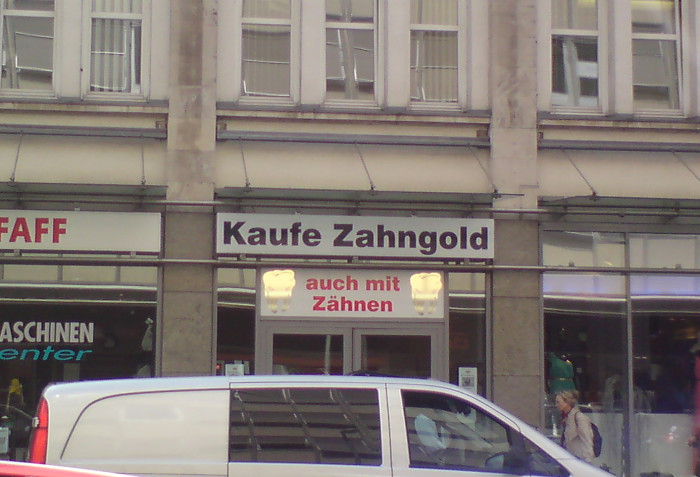 FAFF
Kaufe Zahngold
auch mit
Zähnen
ASCHINEN
enter